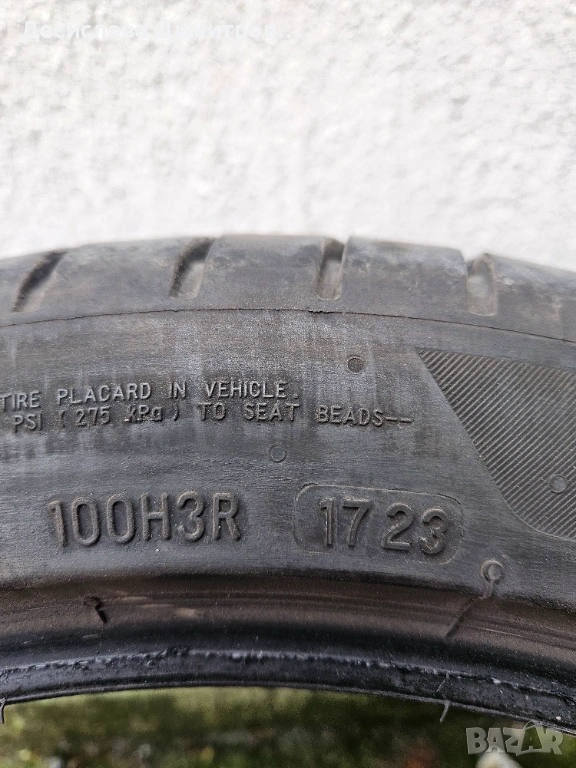 TIRE PLACARD IN VEHICLE.
PSI (275 kPa) TO SEAT BEADS--
100H3R 1723
BAZAR